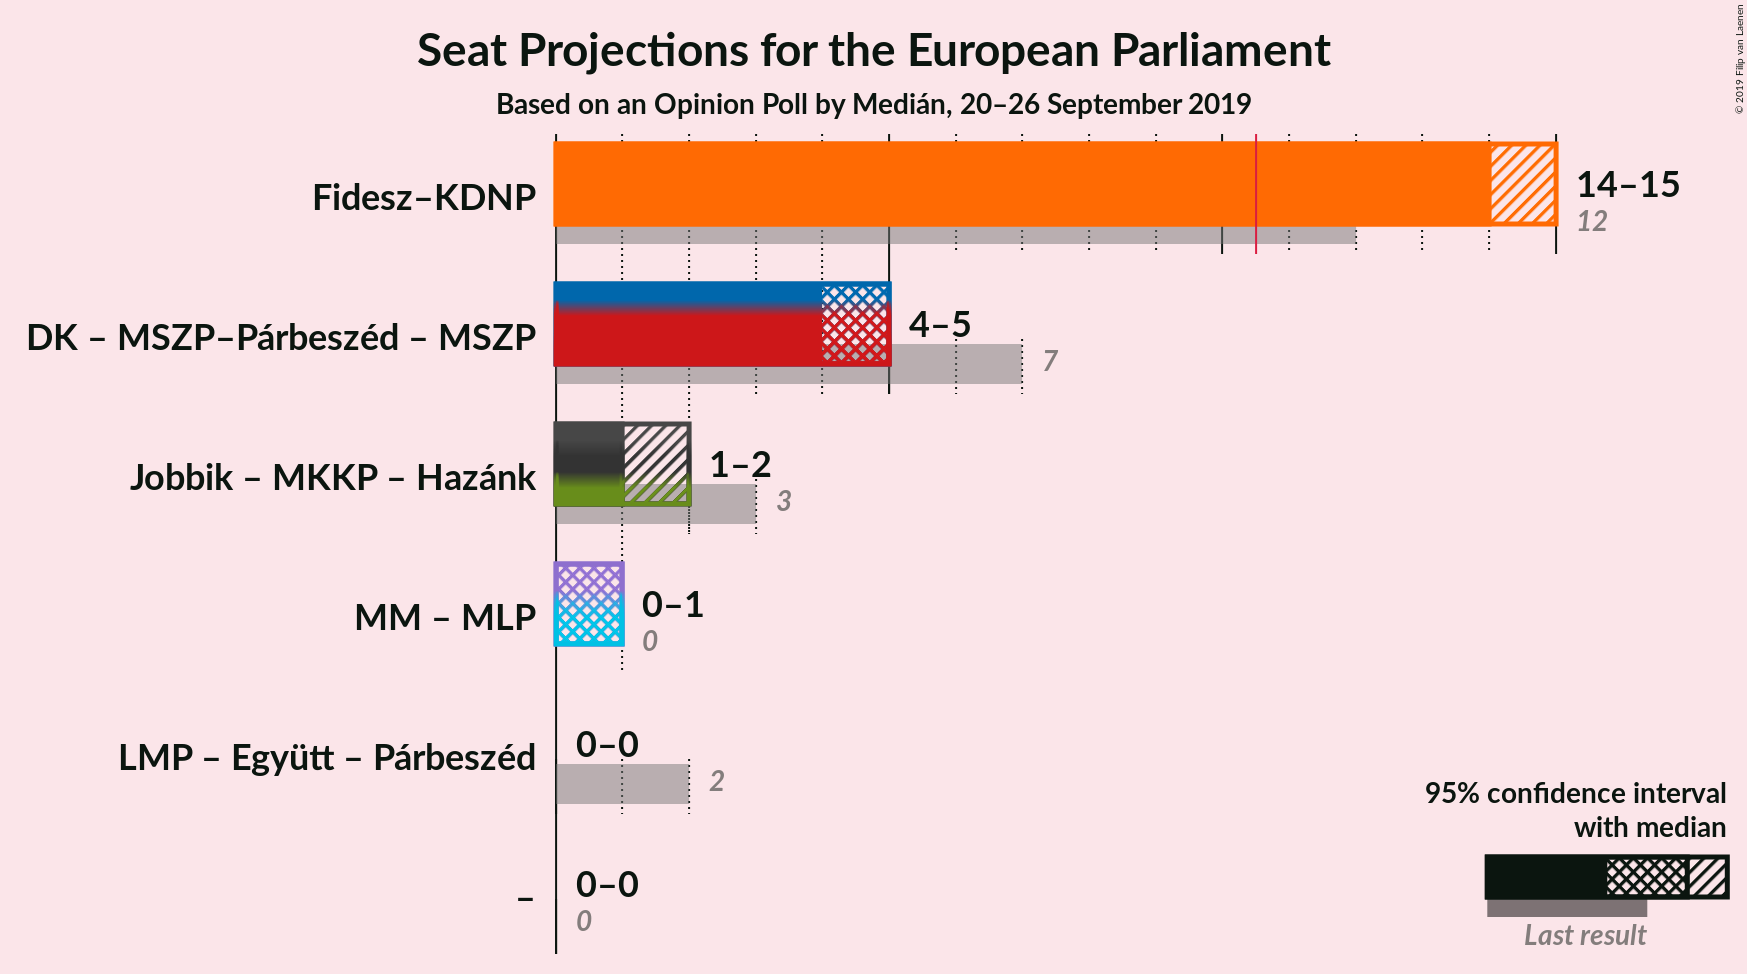 Seat Projections for the European Parliament
Based on an Opinion Poll by Medián, 20–26 September 2019
© 2019 Filip van Laenen
Fidesz–KDNP
14–15
12
DK – MSZP–Párbeszéd – MSZP
4–5
7
Jobbik – MKKP – Hazánk
1–2
3
MM – MLP
0–1
0
LMP – Együtt – Párbeszéd
0–0
2
–
0–0
0
95% confidence interval
with median
Last result